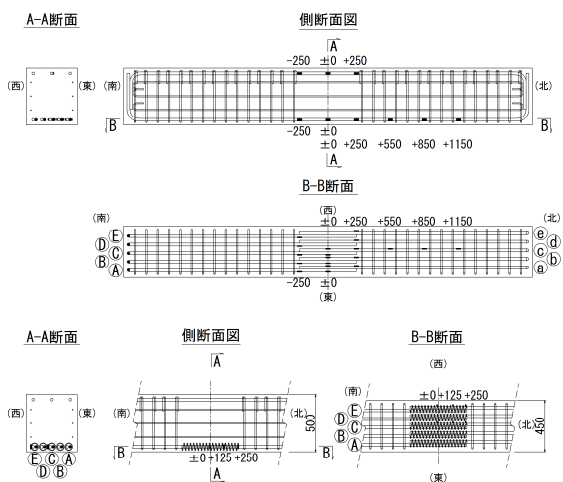 A-A断面
側断面図
A
-250 ±0 +250
(西) (東) (南) (北)
B B
-250 ±0
±0 +250 +550 +850 +1150
A
B-B断面
(南) (西) (北)
±0 +250 +550 +850 +1150
E e
D d
C c
B b
A a
-250 ±0
(東)
A-A断面 側断面図 B-B断面
A
(西)
(南)
±0 +125 +250
(西) (東) (南) (北) 500
E
D
C (北) 450
B
A
B B
±0 +125 +250
E C A
D B
A
(東)